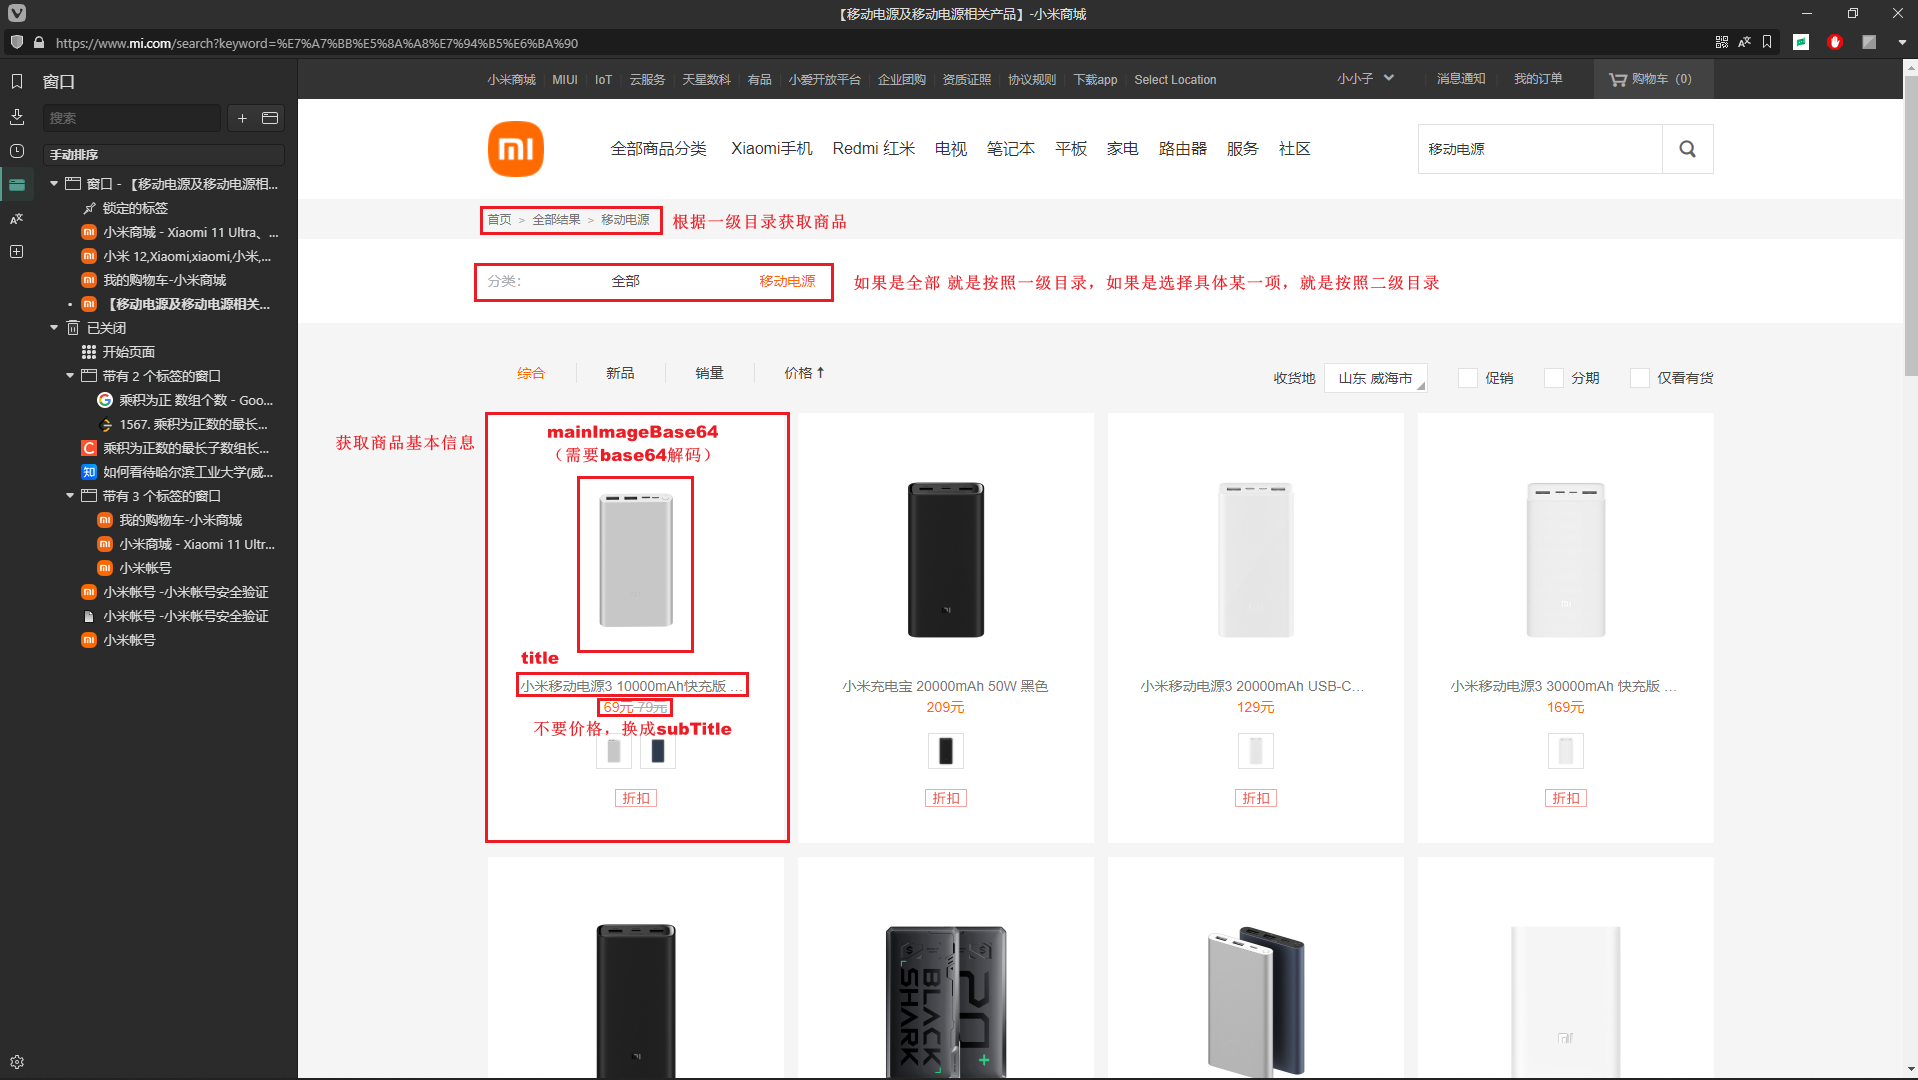 【移动电源及移动电源相关产品】-小米商城
https://www.mi.com/search?keyword=%E7%A7%BB%E5%8A%A8%E7%94%B5%E6%BA%90
窗口
搜索
手动排序
窗口 - 【移动电源及移动电源相...
锁定的标签
小米商城 - Xiaomi 11 Ultra、...
小米 12,Xiaomi,xiaomi,小米,...
我的购物车-小米商城
【移动电源及移动电源相关...
已关闭
开始页面
带有 2 个标签的窗口
乘积为正 数组个数 - Goo...
1567. 乘积为正数的最长...
乘积为正数的最长子数组长...
如何看待哈尔滨工业大学(威...
带有 3 个标签的窗口
我的购物车-小米商城
小米商城 - Xiaomi 11 Ultr...
小米帐号
小米帐号 -小米帐号安全验证
小米帐号 -小米帐号安全验证
小米帐号
小米商城 MIUI IoT 云服务 天星数科 有品 小爱开放平台 企业团购 资质证照 协议规则 下载app Select Location 小小子 消息通知 我的订单 购物车（0）
全部商品分类 Xiaomi手机 Redmi 红米 电视 笔记本 平板 家电 路由器 服务 社区 移动电源
首页 > 全部结果 > 移动电源 根据一级目录获取商品
分类： 全部 移动电源 如果是全部 就是按照一级目录，如果是选择具体某一项，就是按照二级目录
综合 新品 销量 价格 收货地 山东 威海市 促销 分期 仅看有货
获取商品基本信息
mainImageBase64
（需要base64解码）
title
小米移动电源3 10000mAh快充版 ... 小米充电宝 20000mAh 50W 黑色 小米移动电源3 20000mAh USB-C... 小米移动电源3 30000mAh 快充版 ...
69元 79元 209元 129元 169元
不要价格，换成subTitle
折扣 折扣 折扣 折扣
BLACK
SHARK
20